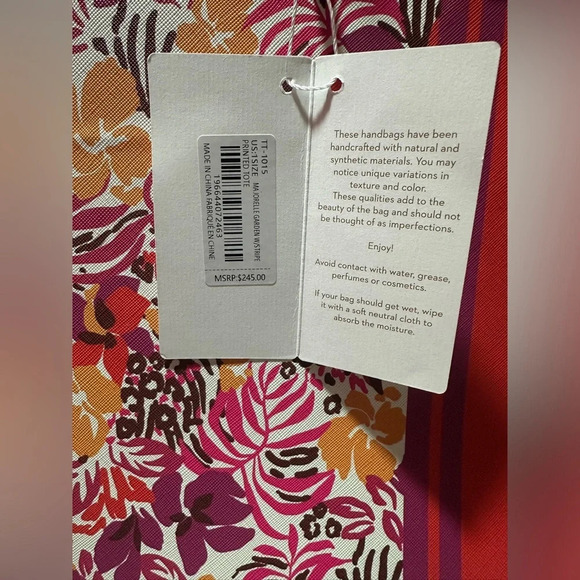 TT-1015
US:1SIZE MAJORELLE GARDEN W/STRIPE
PRINTED TOTE
196644072463
MADE IN CHINA FABRIQUÉ EN CHINE
MSRP:$245.00
These handbags have been
handcrafted with natural and
synthetic materials. You may
notice unique variations in
texture and color.
These qualities add to the
beauty of the bag and should not
be thought of as imperfections.
Enjoy!
Avoid contact with water, grease,
perfumes or cosmetics.
If your bag should get wet, wipe
it with a soft neutral cloth to
absorb the moisture.